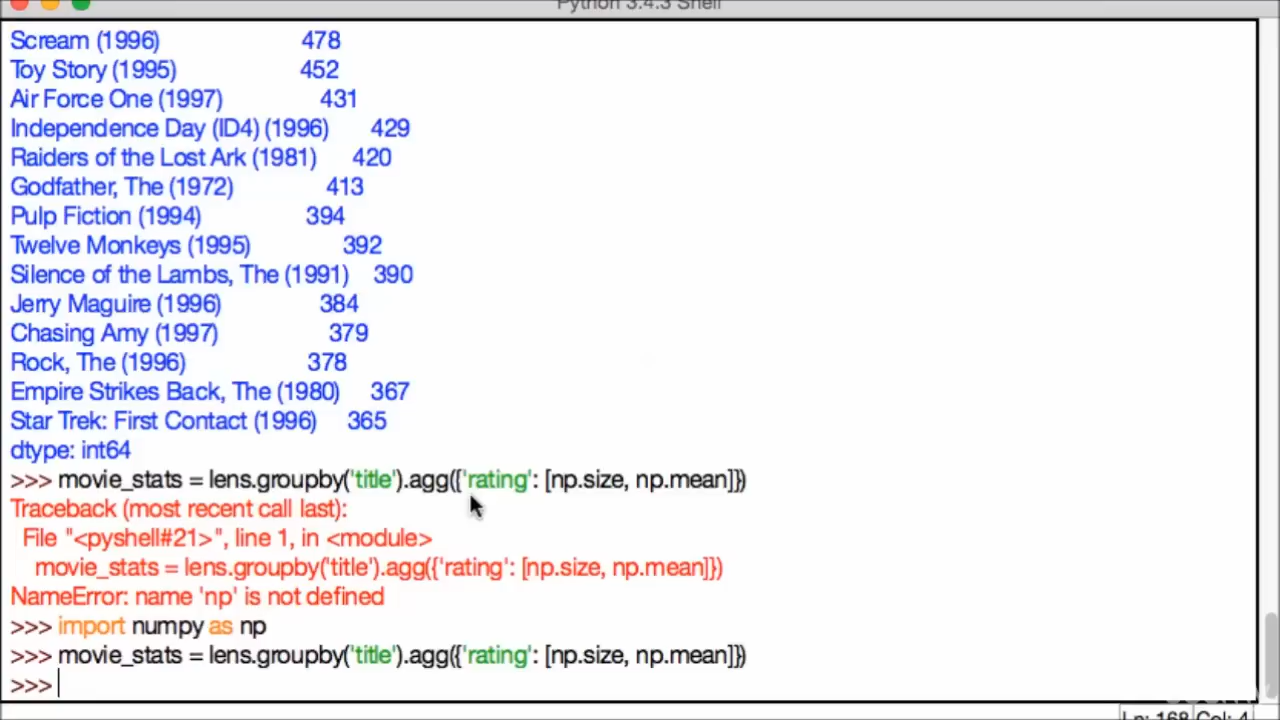 Python 3.4.3 Shell
Scream (1996) 478
Toy Story (1995) 452
Air Force One (1997) 431
Independence Day (ID4) (1996) 429
Raiders of the Lost Ark (1981) 420
Godfather, The (1972) 413
Pulp Fiction (1994) 394
Twelve Monkeys (1995) 392
Silence of the Lambs, The (1991) 390
Jerry Maguire (1996) 384
Chasing Amy (1997) 379
Rock, The (1996) 378
Empire Strikes Back, The (1980) 367
Star Trek: First Contact (1996) 365
dtype: int64
>>> movie_stats = lens.groupby('title').agg({'rating': [np.size, np.mean]})
Traceback (most recent call last):
File "<pyshell#21>", line 1, in <module>
movie_stats = lens.groupby('title').agg({'rating': [np.size, np.mean]})
NameError: name 'np' is not defined
>>> import numpy as np
>>> movie_stats = lens.groupby('title').agg({'rating': [np.size, np.mean]})
>>>
Ln: 168 Col: 4